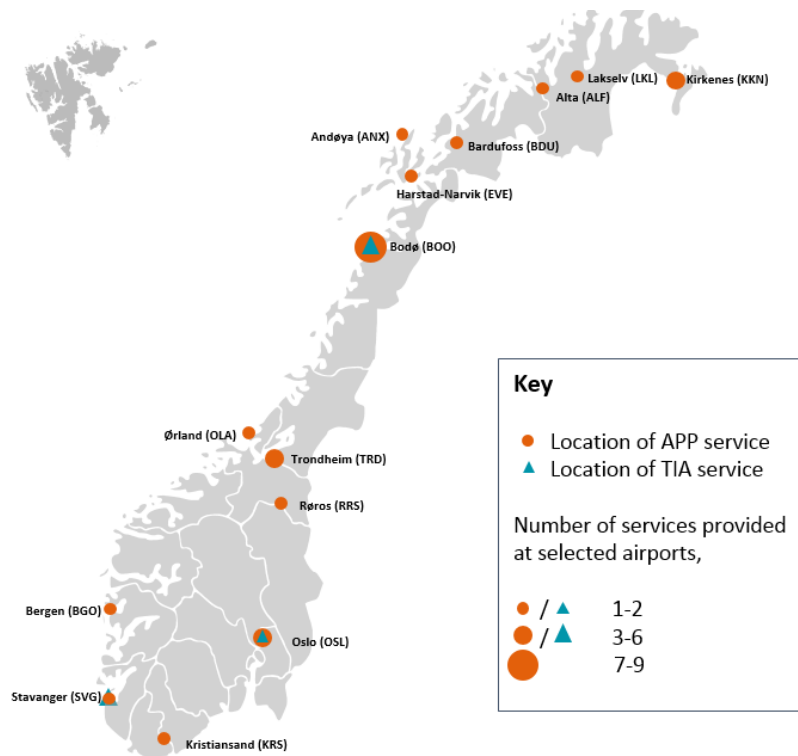 Lakselv (LKL)
Kirkenes (KKN)
Alta (ALF)
Andøya (ANX)
Bardufoss (BDU)
Harstad-Narvik (EVE)
Bodø (BOO)
Key
Location of APP service
Location of TIA service
Number of services provided
at selected airports,
/ 1-2
/ 3-6
7-9
Ørland (OLA)
Trondheim (TRD)
Røros (RRS)
Bergen (BGO)
Oslo (OSL)
Stavanger (SVG)
Kristiansand (KRS)